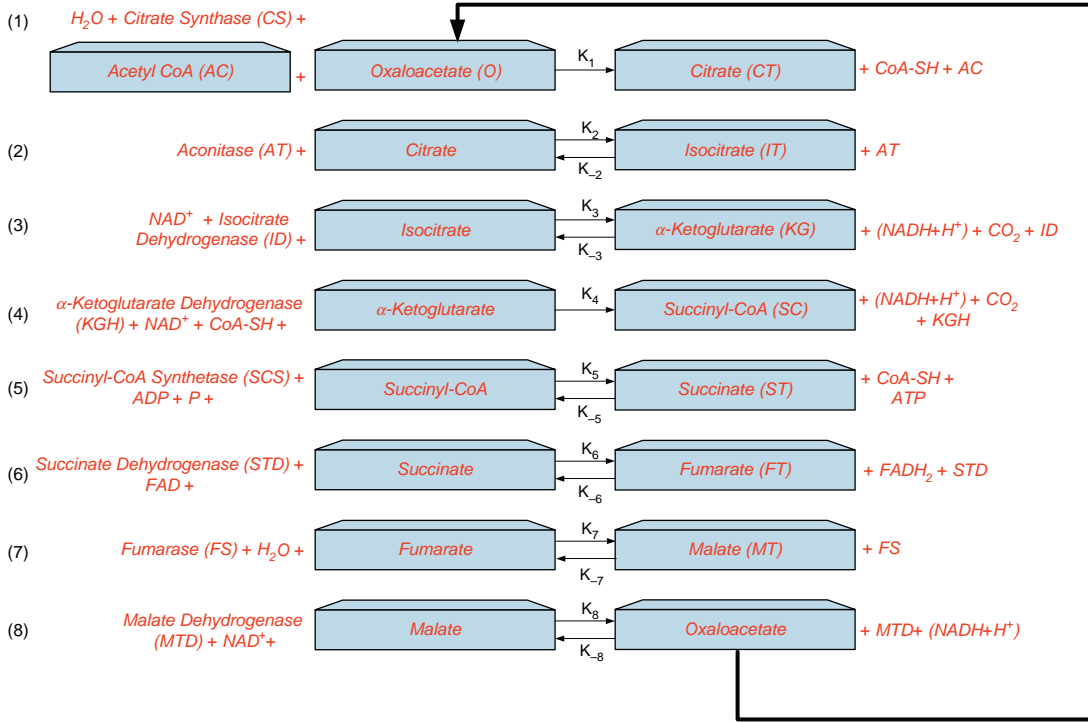 (1)
H2O + Citrate Synthase (CS) +
Acetyl CoA (AC) + Oxaloacetate (O) K1 Citrate (CT) + CoA-SH + AC
(2)
Aconitase (AT) + Citrate K2 Isocitrate (IT) + AT
K–2
(3)
NAD+ + Isocitrate
Dehydrogenase (ID) + Isocitrate K3 α-Ketoglutarate (KG) + (NADH+H+) + CO2 + ID
K–3
(4)
α-Ketoglutarate Dehydrogenase
(KGH) + NAD+ + CoA-SH + α-Ketoglutarate K4 Succinyl-CoA (SC) + (NADH+H+) + CO2
+ KGH
(5)
Succinyl-CoA Synthetase (SCS) +
ADP + P + Succinyl-CoA K5 Succinate (ST) + CoA-SH +
ATP
K–5
(6)
Succinate Dehydrogenase (STD) +
FAD + Succinate K6 Fumarate (FT) + FADH2 + STD
K–6
(7)
Fumarase (FS) + H2O + Fumarate K7 Malate (MT) + FS
K–7
(8)
Malate Dehydrogenase
(MTD) + NAD++ Malate K8 Oxaloacetate + MTD+ (NADH+H+)
K–8